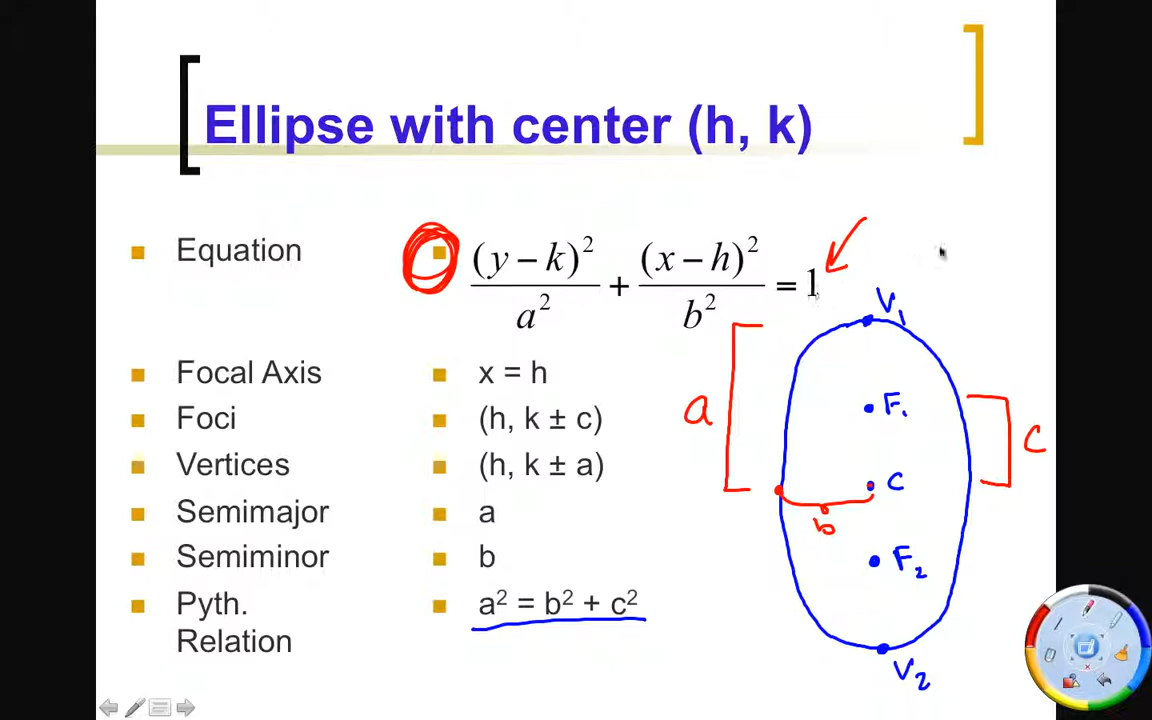 Ellipse with center (h, k)
Equation
(y − k)² / a² + (x − h)² / b² = 1
Focal Axis
x = h
Foci
(h, k ± c)
Vertices
(h, k ± a)
Semimajor
a
Semiminor
b
Pyth. Relation
a² = b² + c²
V₁
a
F₁
c
C
b
F₂
V₂